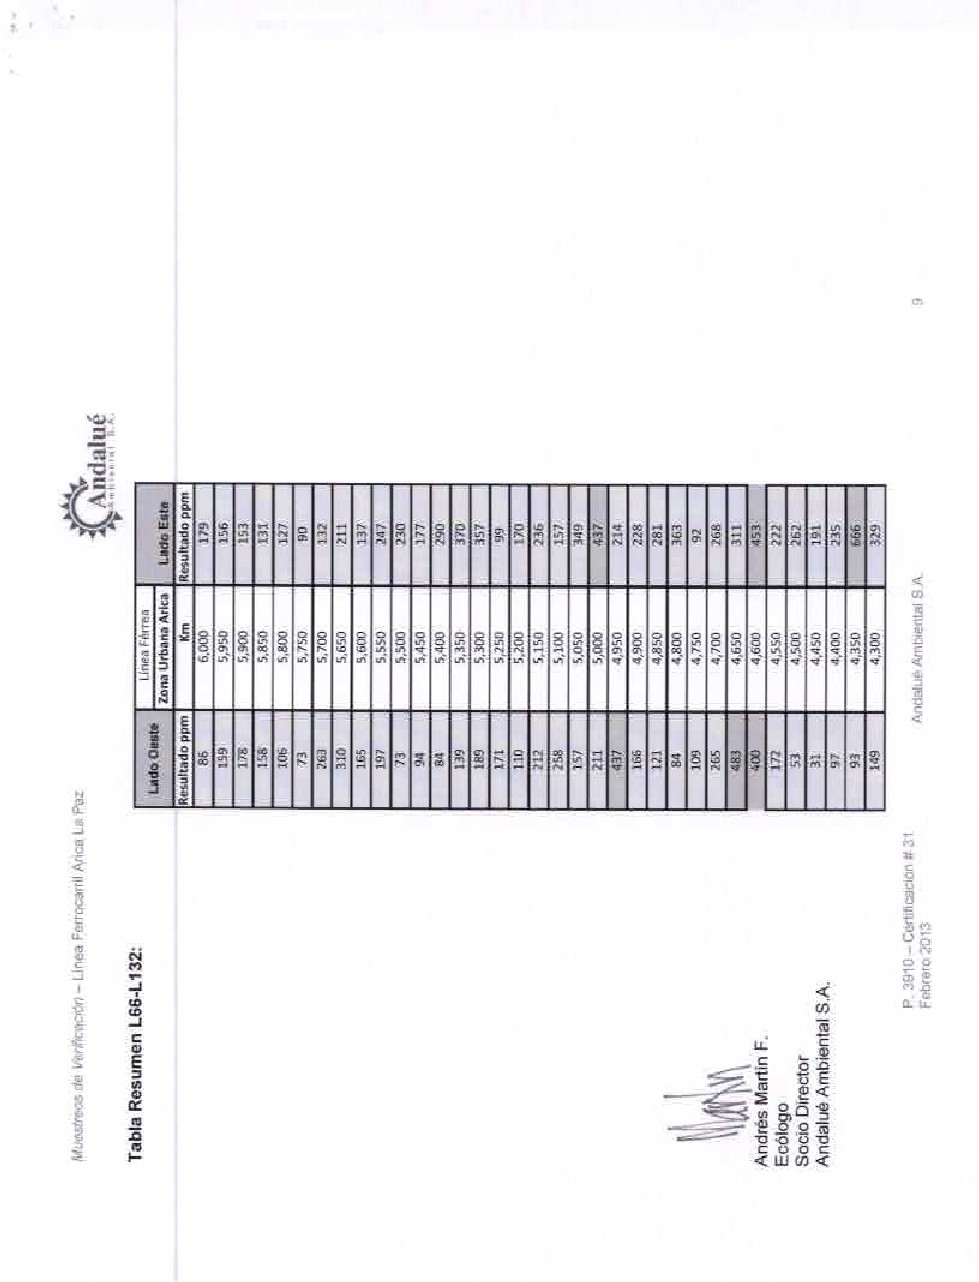 Muestreos de Verificación – Línea Ferrocarril Arica La Paz
Andalué
Ambiental S.A.
Tabla Resumen L66-L132:
Lado Oeste Línea Férrea Lado Este
Zona Urbana Arica
Resultado ppm Km Resultado ppm
86 6,000 179
159 5,950 156
178 5,900 153
158 5,850 131
106 5,800 127
73 5,750 90
263 5,700 132
310 5,650 211
165 5,600 137
197 5,550 247
73 5,500 230
94 5,450 177
84 5,400 290
139 5,350 370
189 5,300 357
171 5,250 99
110 5,200 170
212 5,150 236
258 5,100 157
157 5,050 349
211 5,000 437
437 4,950 214
166 4,900 228
121 4,850 281
84 4,800 363
109 4,750 92
265 4,700 268
483 4,650 311
400 4,600 453
172 4,550 222
53 4,500 262
31 4,450 191
97 4,400 235
93 4,350 666
149 4,300 329
Andrés Martin F.
Ecólogo
Socio Director
Andalué Ambiental S.A.
P. 3910 – Certificación # 31 Andalué Ambiental S.A. 9
Febrero 2013